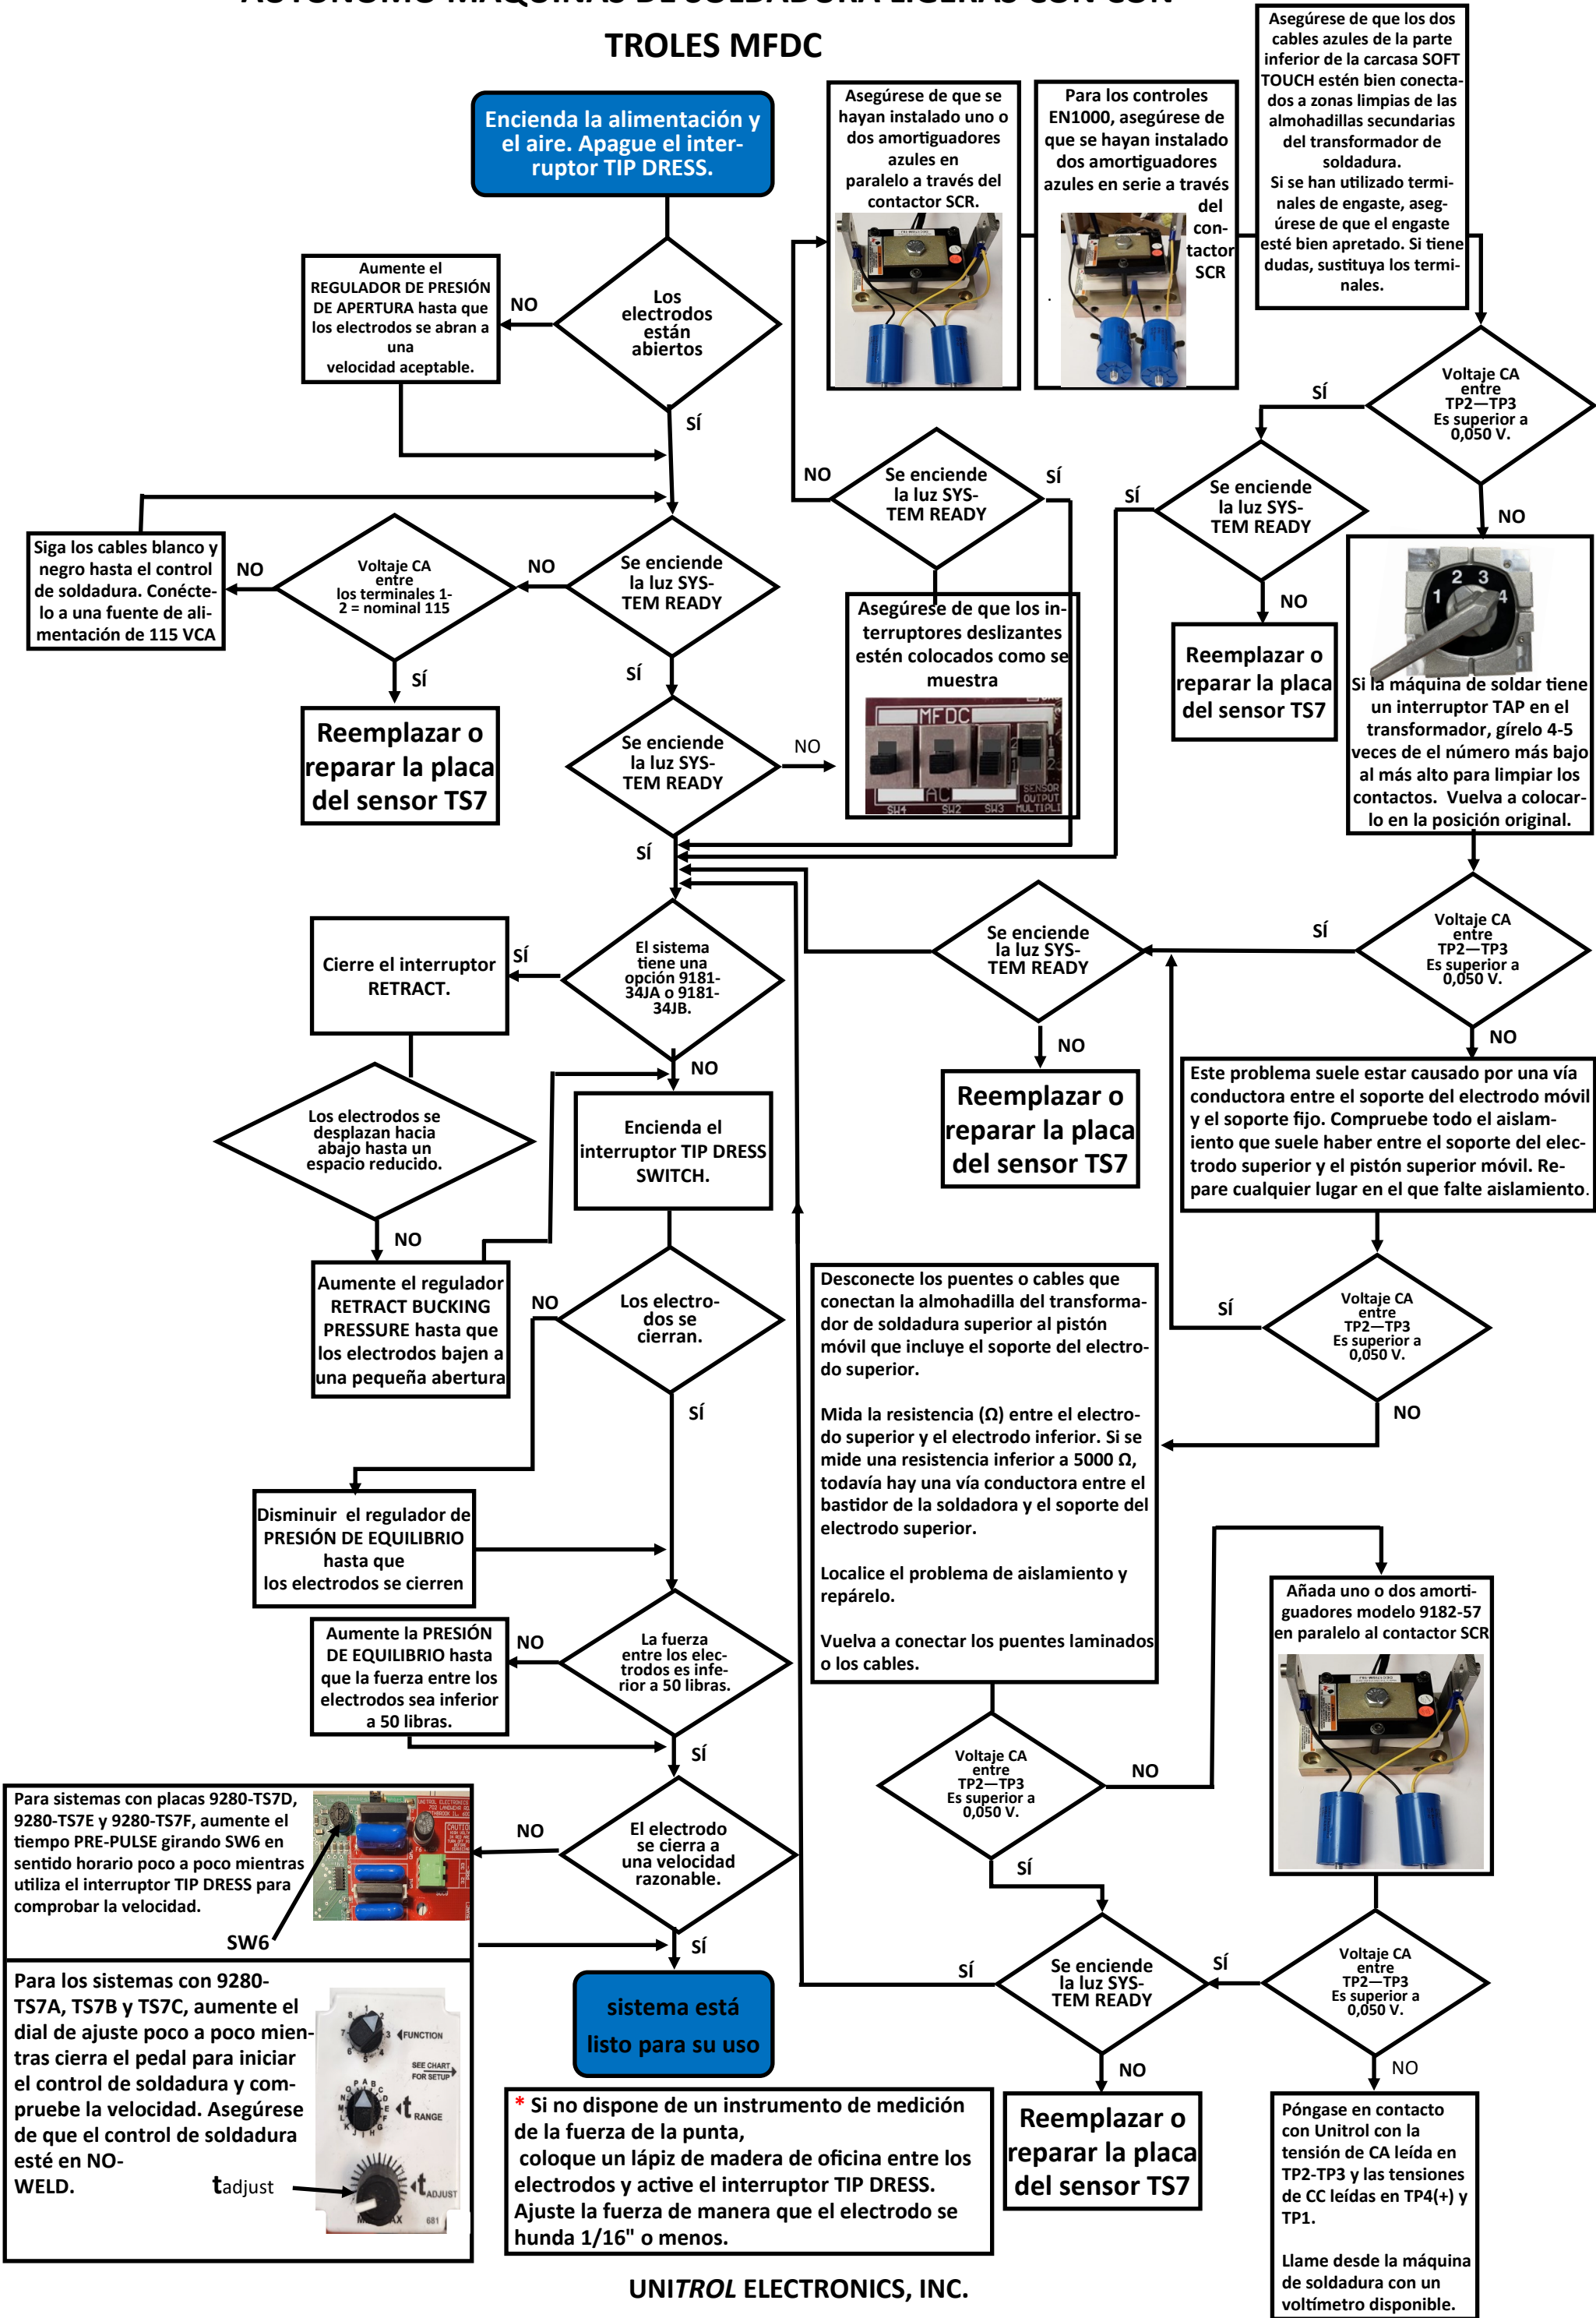 AUTÓNOMO MÁQUINAS DE SOLDADURA LIGERAS CON CON-
TROLES MFDC
Encienda la alimentación y
el aire. Apague el inter-
ruptor TIP DRESS.
Asegúrese de que se
hayan instalado uno o
dos amortiguadores
azules en
paralelo a través del
contactor SCR.
Para los controles
EN1000, asegúrese de
que se hayan instalado
dos amortiguadores
azules en serie a través
del
con-
tactor
SCR
.
Asegúrese de que los dos
cables azules de la parte
inferior de la carcasa SOFT
TOUCH estén bien conecta-
dos a zonas limpias de las
almohadillas secundarias
del transformador de
soldadura.
Si se han utilizado termi-
nales de engaste, aseg-
úrese de que el engaste
esté bien apretado. Si tiene
dudas, sustituya los termi-
nales.
Aumente el
REGULADOR DE PRESIÓN
DE APERTURA hasta que
los electrodos se abran a
una
velocidad aceptable.
NO
Los
electrodos
están
abiertos
SÍ
Voltaje CA
entre
TP2—TP3
Es superior a
0,050 V.
SÍ
NO
NO
Se enciende
la luz SYS-
TEM READY
SÍ
SÍ
Se enciende
la luz SYS-
TEM READY
NO
Siga los cables blanco y
negro hasta el control
de soldadura. Conécte-
lo a una fuente de ali-
mentación de 115 VCA
NO
Voltaje CA
entre
los terminales 1-
2 = nominal 115
NO
Se enciende
la luz SYS-
TEM READY
SÍ
SÍ
Reemplazar o
reparar la placa
del sensor TS7
Se enciende
la luz SYS-
TEM READY
NO
SÍ
Asegúrese de que los in-
terruptores deslizantes
estén colocados como se
muestra
MFDC
AC
SW4
SW2
SW3
SENSOR
OUTPUT
MULTIPLI
Reemplazar o
reparar la placa
del sensor TS7
1
2
3
4
Si la máquina de soldar tiene
un interruptor TAP en el
transformador, gírelo 4-5
veces de el número más bajo
al más alto para limpiar los
contactos. Vuelva a colocar-
lo en la posición original.
Cierre el interruptor
RETRACT.
SÍ
El sistema
tiene una
opción 9181-
34JA o 9181-
34JB.
NO
Se enciende
la luz SYS-
TEM READY
NO
SÍ
Voltaje CA
entre
TP2—TP3
Es superior a
0,050 V.
NO
Los electrodos se
desplazan hacia
abajo hasta un
espacio reducido.
NO
Encienda el
interruptor TIP DRESS
SWITCH.
Reemplazar o
reparar la placa
del sensor TS7
Este problema suele estar causado por una vía
conductora entre el soporte del electrodo móvil
y el soporte fijo. Compruebe todo el aislam-
iento que suele haber entre el soporte del elec-
trodo superior y el pistón superior móvil. Re-
pare cualquier lugar en el que falte aislamiento.
Aumente el regulador
RETRACT BUCKING
PRESSURE hasta que
los electrodos bajen a
una pequeña abertura
NO
Los electro-
dos se
cierran.
SÍ
Desconecte los puentes o cables que
conectan la almohadilla del transforma-
dor de soldadura superior al pistón
móvil que incluye el soporte del electro-
do superior.
Mida la resistencia (Ω) entre el electro-
do superior y el electrodo inferior. Si se
mide una resistencia inferior a 5000 Ω,
todavía hay una vía conductora entre el
bastidor de la soldadora y el soporte del
electrodo superior.
Localice el problema de aislamiento y
repárelo.
Vuelva a conectar los puentes laminados
o los cables.
SÍ
Voltaje CA
entre
TP2—TP3
Es superior a
0,050 V.
NO
Disminuir el regulador de
PRESIÓN DE EQUILIBRIO
hasta que
los electrodos se cierren
Añada uno o dos amorti-
guadores modelo 9182-57
en paralelo al contactor SCR
Aumente la PRESIÓN
DE EQUILIBRIO hasta
que la fuerza entre los
electrodos sea inferior
a 50 libras.
NO
La fuerza
entre los elec-
trodos es infe-
rior a 50 libras.
SÍ
Voltaje CA
entre
TP2—TP3
Es superior a
0,050 V.
NO
SÍ
Para sistemas con placas 9280-TS7D,
9280-TS7E y 9280-TS7F, aumente el
tiempo PRE-PULSE girando SW6 en
sentido horario poco a poco mientras
utiliza el interruptor TIP DRESS para
comprobar la velocidad.
SW6
UNITROL ELECTRONICS
NO
El electrodo
se cierra a
una velocidad
razonable.
SÍ
Para los sistemas con 9280-
TS7A, TS7B y TS7C, aumente el
dial de ajuste poco a poco mien-
tras cierra el pedal para iniciar
el control de soldadura y com-
pruebe la velocidad. Asegúrese
de que el control de soldadura
esté en NO-
WELD.
tadjust
1
2
3
4
5
6
7
8
FUNCTION
SEE CHART
FOR SETUP
t RANGE
t ADJUST
681
sistema está
listo para su uso
SÍ
Se enciende
la luz SYS-
TEM READY
SÍ
NO
Voltaje CA
entre
TP2—TP3
Es superior a
0,050 V.
NO
* Si no dispone de un instrumento de medición
de la fuerza de la punta,
coloque un lápiz de madera de oficina entre los
electrodos y active el interruptor TIP DRESS.
Ajuste la fuerza de manera que el electrodo se
hunda 1/16" o menos.
Reemplazar o
reparar la placa
del sensor TS7
Póngase en contacto
con Unitrol con la
tensión de CA leída en
TP2-TP3 y las tensiones
de CC leídas en TP4(+) y
TP1.
Llame desde la máquina
de soldadura con un
voltímetro disponible.
UNITROL ELECTRONICS, INC.